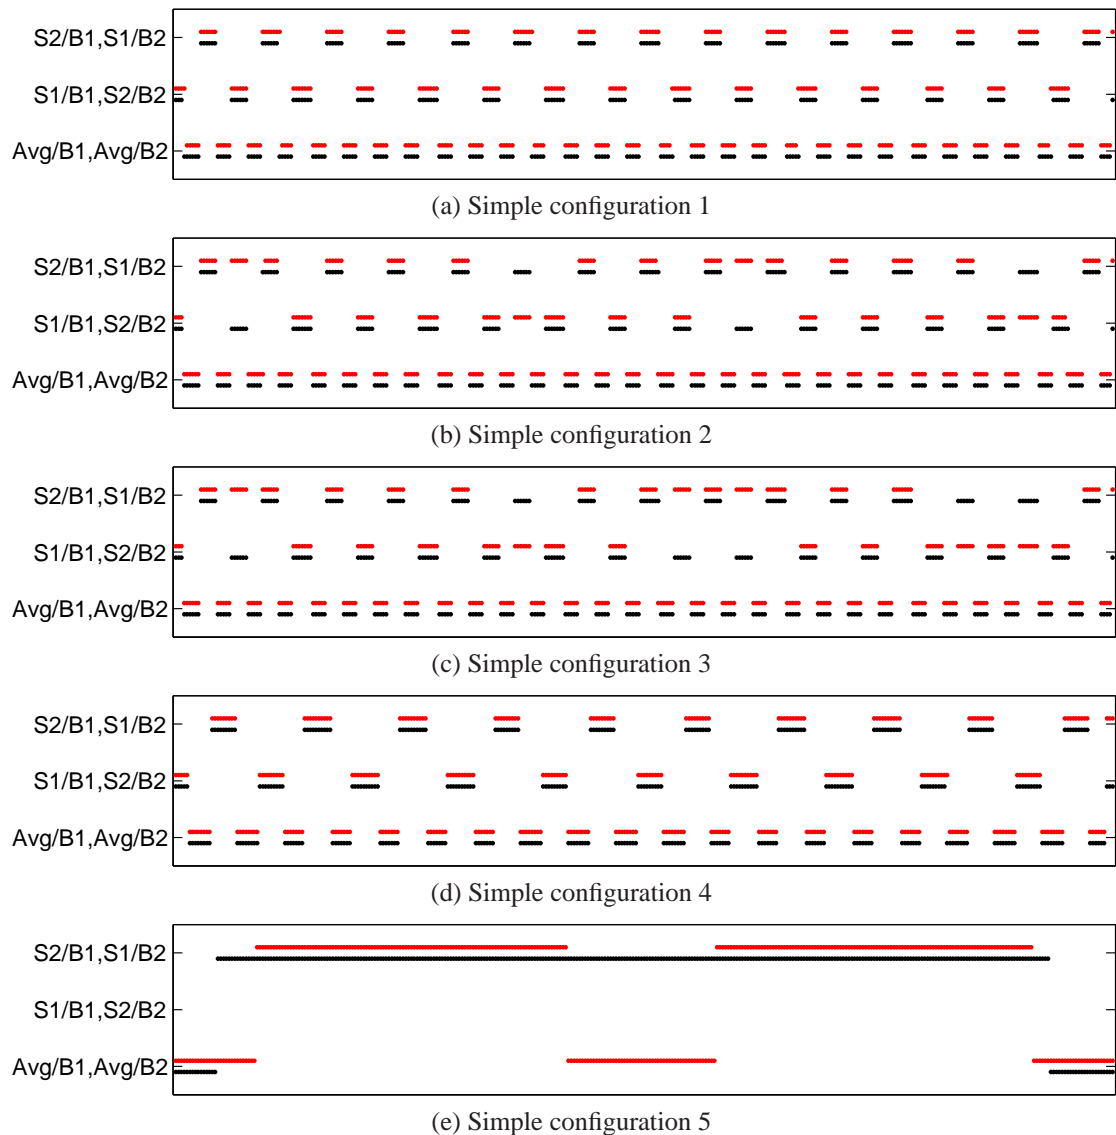 S2/B1,S1/B2
S1/B1,S2/B2
Avg/B1,Avg/B2
(a) Simple configuration 1
S2/B1,S1/B2
S1/B1,S2/B2
Avg/B1,Avg/B2
(b) Simple configuration 2
S2/B1,S1/B2
S1/B1,S2/B2
Avg/B1,Avg/B2
(c) Simple configuration 3
S2/B1,S1/B2
S1/B1,S2/B2
Avg/B1,Avg/B2
(d) Simple configuration 4
S2/B1,S1/B2
S1/B1,S2/B2
Avg/B1,Avg/B2
(e) Simple configuration 5